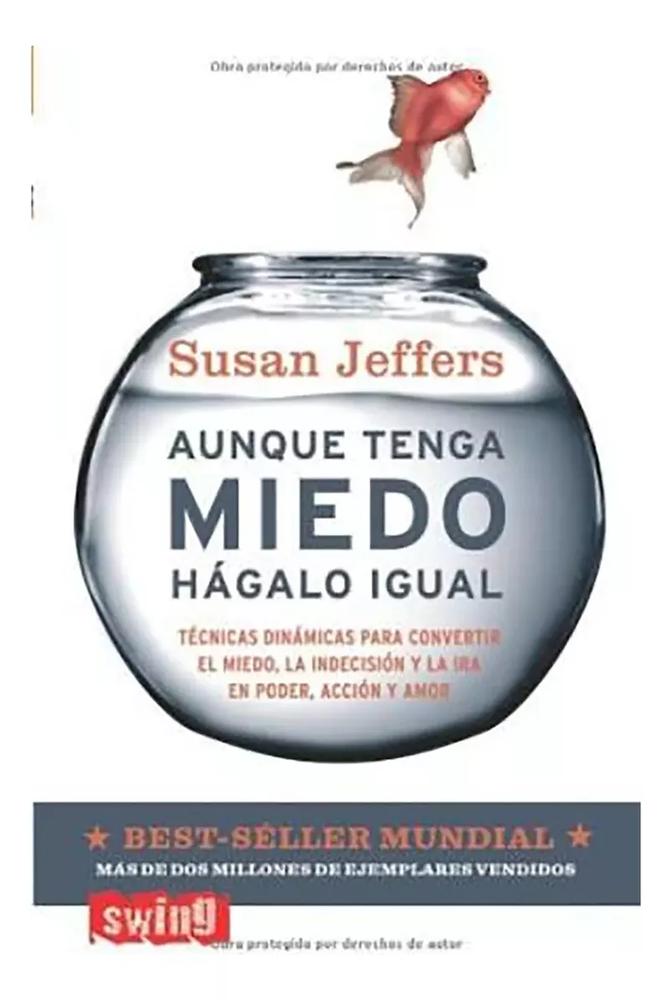 Obra protegida por derechos de autor
Susan Jeffers
AUNQUE TENGA
MIEDO
HÁGALO IGUAL
TÉCNICAS DINÁMICAS PARA CONVERTIR
EL MIEDO, LA INDECISIÓN Y LA IRA
EN PODER, ACCIÓN Y AMOR
★ BEST-SÉLLER MUNDIAL ★
MÁS DE DOS MILLONES DE EJEMPLARES VENDIDOS
swing
Obra protegida por derechos de autor